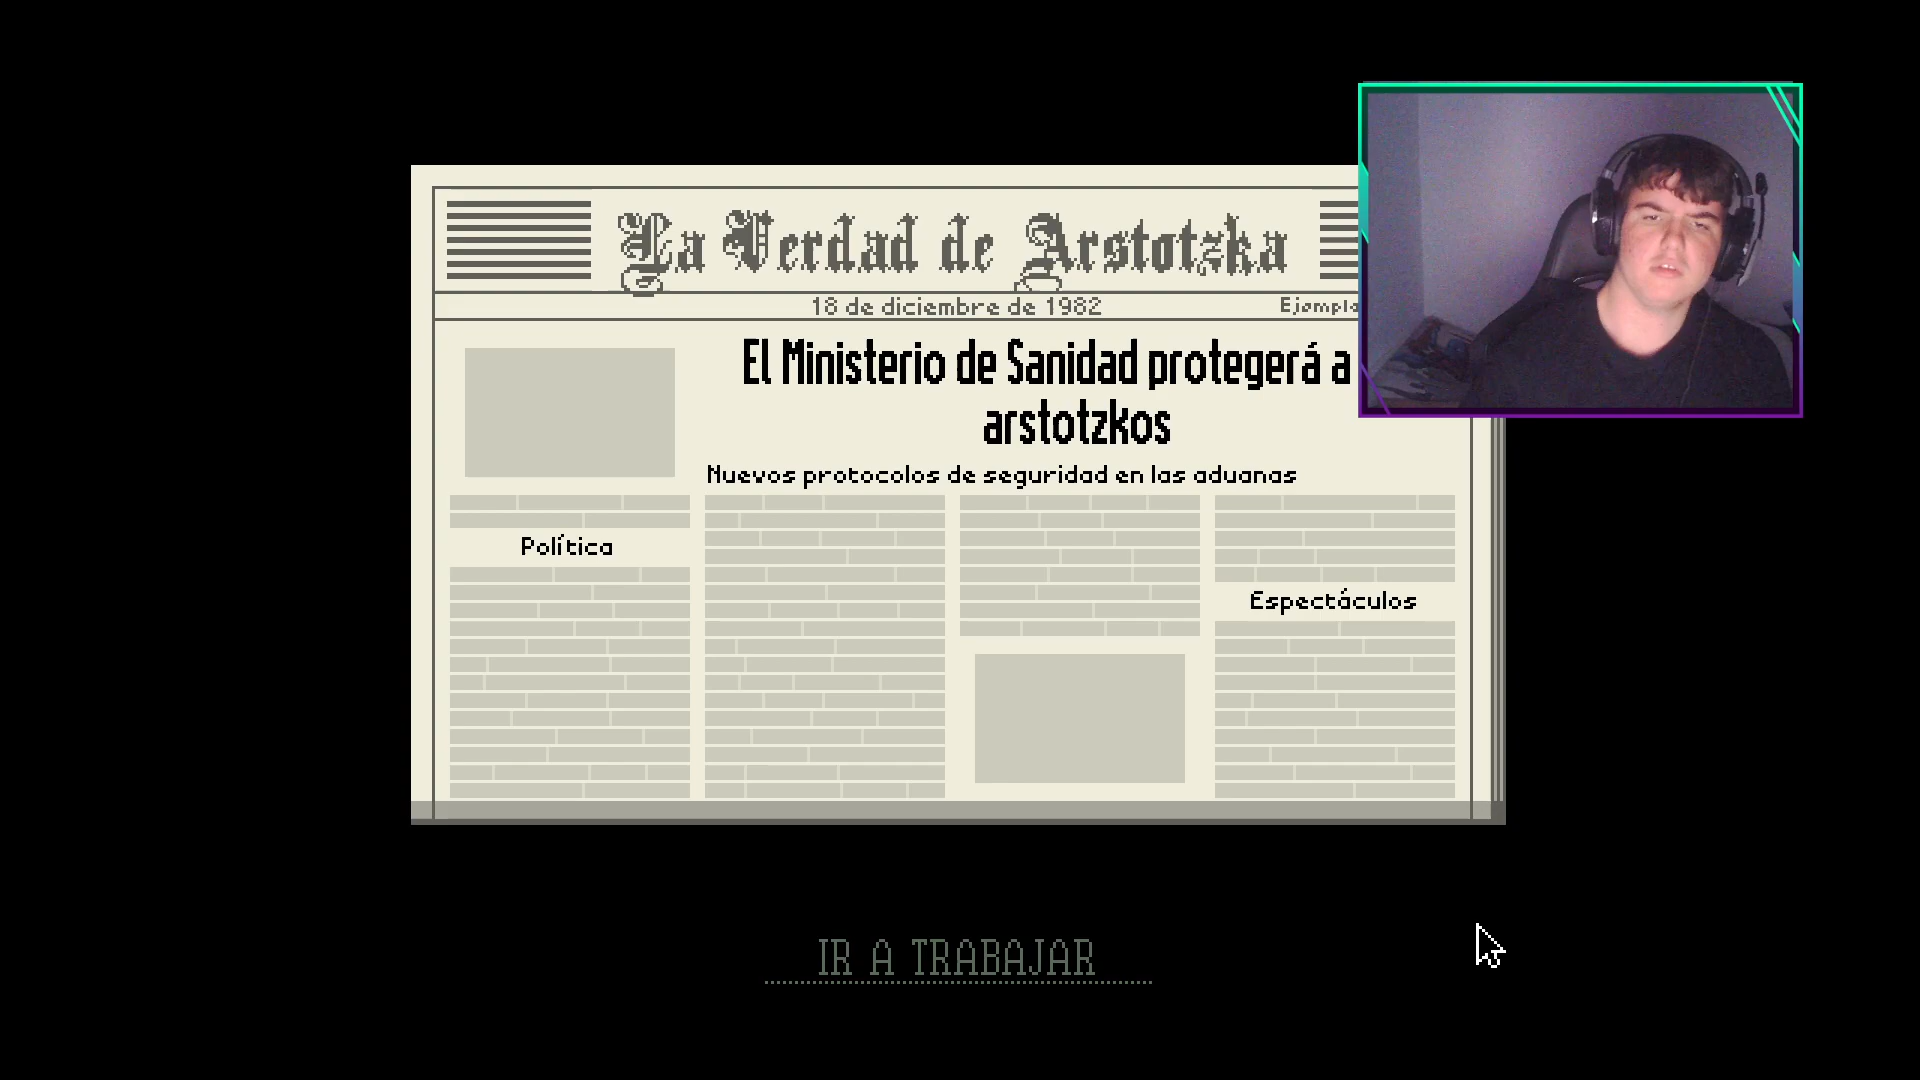 La Verdad de Arstotzka
18 de diciembre de 1982
El Ministerio de Sanidad protegerá a
arstotzkos
Nuevos protocolos de seguridad en las aduanas
Política
Espectáculos
IR A TRABAJAR